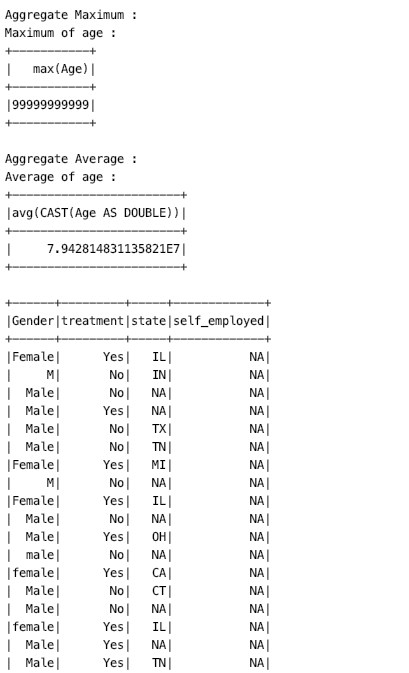 Aggregate Maximum :
Maximum of age :
+-----------+
|   max(Age)|
+-----------+
|99999999999|
+-----------+

Aggregate Average :
Average of age :
+------------------------+
|avg(CAST(Age AS DOUBLE))|
+------------------------+
|     7.942814831135821E7|
+------------------------+

+------+---------+-----+-------------+
|Gender|treatment|state|self_employed|
+------+---------+-----+-------------+
|Female|      Yes|   IL|           NA|
|     M|       No|   IN|           NA|
|  Male|       No|   NA|           NA|
|  Male|      Yes|   NA|           NA|
|  Male|       No|   TX|           NA|
|  Male|       No|   TN|           NA|
|Female|      Yes|   MI|           NA|
|     M|       No|   NA|           NA|
|Female|      Yes|   IL|           NA|
|  Male|       No|   NA|           NA|
|  Male|      Yes|   OH|           NA|
|  male|       No|   NA|           NA|
|female|      Yes|   CA|           NA|
|  Male|       No|   CT|           NA|
|  Male|       No|   NA|           NA|
|female|      Yes|   IL|           NA|
|  Male|      Yes|   NA|           NA|
|  Male|      Yes|   TN|           NA|